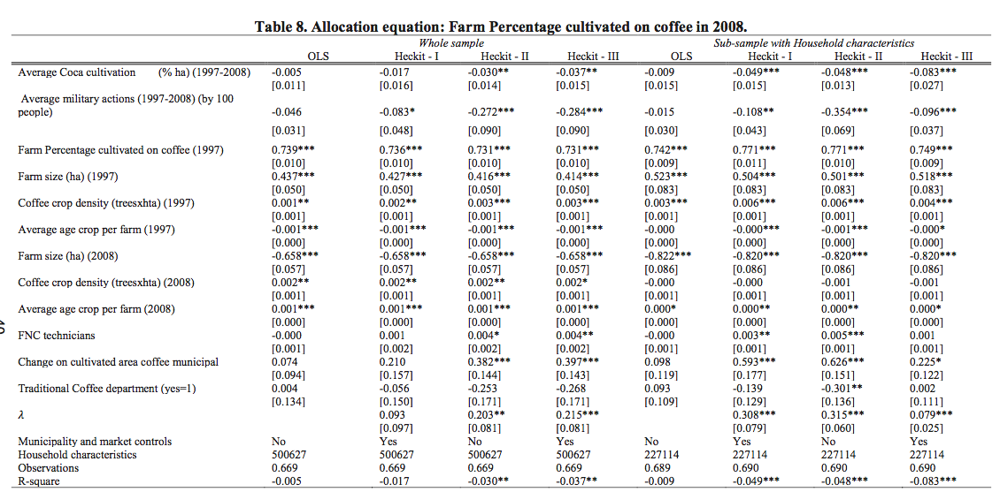 Table 8. Allocation equation: Farm Percentage cultivated on coffee in 2008.
Whole sample Sub-sample with Household characteristics
OLS Heckit - I Heckit - II Heckit - III OLS Heckit - I Heckit - II Heckit - III
Average Coca cultivation (% ha) (1997-2008) -0.005 -0.017 -0.030** -0.037** -0.009 -0.049*** -0.048*** -0.083***
[0.011] [0.016] [0.014] [0.015] [0.015] [0.015] [0.013] [0.027]
Average military actions (1997-2008) (by 100
people) -0.046 -0.083* -0.272*** -0.284*** -0.015 -0.108** -0.354*** -0.096***
[0.031] [0.048] [0.090] [0.090] [0.030] [0.043] [0.069] [0.037]
Farm Percentage cultivated on coffee (1997) 0.739*** 0.736*** 0.731*** 0.731*** 0.742*** 0.771*** 0.771*** 0.749***
[0.010] [0.010] [0.010] [0.010] [0.009] [0.011] [0.010] [0.009]
Farm size (ha) (1997) 0.437*** 0.427*** 0.416*** 0.414*** 0.523*** 0.504*** 0.501*** 0.518***
[0.050] [0.050] [0.050] [0.050] [0.083] [0.083] [0.083] [0.083]
Coffee crop density (treesxhta) (1997) 0.001** 0.002** 0.003*** 0.003*** 0.003*** 0.006*** 0.006*** 0.004***
[0.001] [0.001] [0.001] [0.001] [0.001] [0.001] [0.001] [0.001]
Average age crop per farm (1997) -0.001*** -0.001*** -0.001*** -0.001*** -0.000 -0.000*** -0.001*** -0.000*
[0.000] [0.000] [0.000] [0.000] [0.000] [0.000] [0.000] [0.000]
Farm size (ha) (2008) -0.658*** -0.658*** -0.658*** -0.658*** -0.822*** -0.820*** -0.820*** -0.820***
[0.057] [0.057] [0.057] [0.057] [0.086] [0.086] [0.086] [0.086]
Coffee crop density (treesxhta) (2008) 0.002** 0.002** 0.002** 0.002* -0.000 -0.000 -0.001 -0.001
[0.001] [0.001] [0.001] [0.001] [0.001] [0.001] [0.001] [0.001]
Average age crop per farm (2008) 0.001*** 0.001*** 0.001*** 0.001*** 0.000* 0.000** 0.000** 0.000*
[0.000] [0.000] [0.000] [0.000] [0.000] [0.000] [0.000] [0.000]
FNC technicians -0.000 0.001 0.004* 0.004** -0.000 0.003** 0.005*** 0.001
[0.001] [0.002] [0.002] [0.002] [0.001] [0.001] [0.001] [0.001]
Change on cultivated area coffee municipal 0.074 0.210 0.382*** 0.397*** 0.098 0.593*** 0.626*** 0.225*
[0.094] [0.157] [0.144] [0.143] [0.119] [0.177] [0.151] [0.122]
Traditional Coffee department (yes=1) 0.004 -0.056 -0.253 -0.268 0.093 -0.139 -0.301** 0.002
[0.134] [0.150] [0.171] [0.171] [0.109] [0.129] [0.136] [0.111]
λ 0.093 0.203** 0.215*** 0.308*** 0.315*** 0.079***
[0.097] [0.081] [0.081] [0.079] [0.060] [0.025]
Municipality and market controls No Yes No Yes No Yes No Yes
Household characteristics 500627 500627 500627 500627 227114 227114 227114 227114
Observations 0.669 0.669 0.669 0.669 0.689 0.690 0.690 0.690
R-square -0.005 -0.017 -0.030** -0.037** -0.009 -0.049*** -0.048*** -0.083***